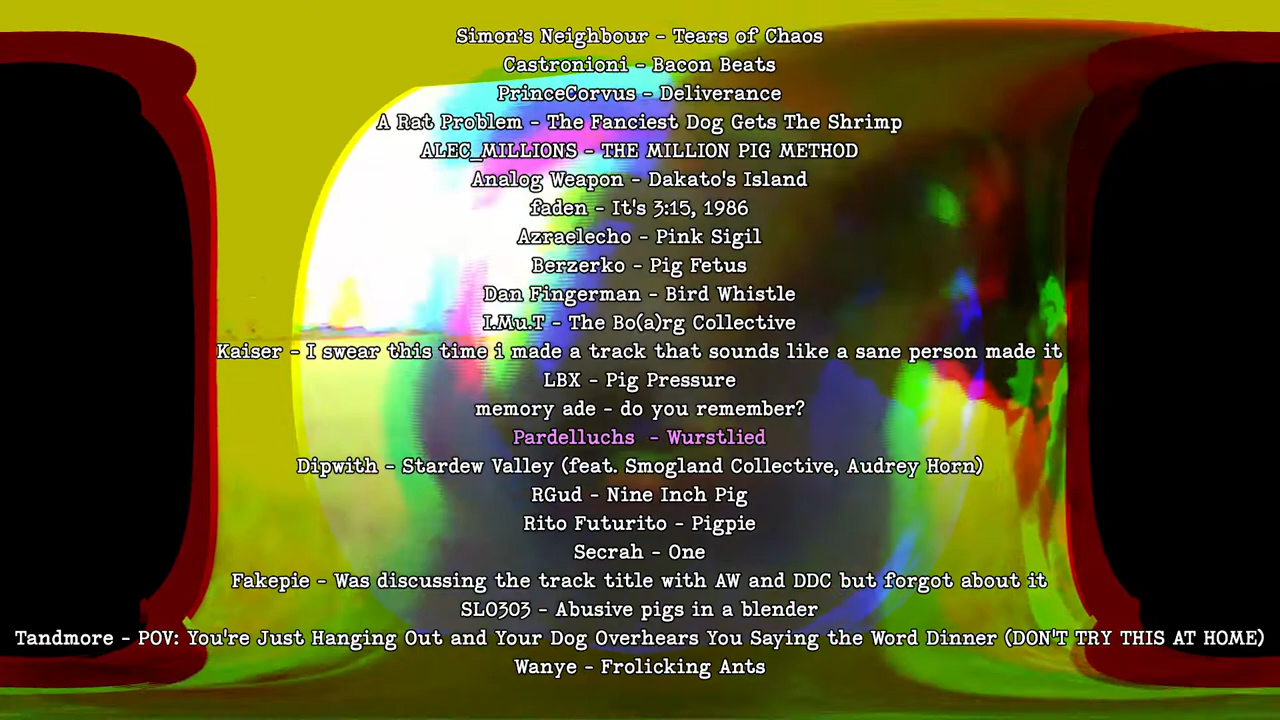 Simon's Neighbour - Tears of Chaos
Castronioni - Bacon Beats
PrinceCorvus - Deliverance
A Rat Problem - The Fanciest Dog Gets The Shrimp
ALEC_MILLIONS - THE MILLION PIG METHOD
Analog Weapon - Dakato's Island
faden - It's 3:15, 1986
Azraelecho - Pink Sigil
Berzerko - Pig Fetus
Dan Fingerman - Bird Whistle
I.Mu.T - The Bo(a)rg Collective
Kaiser - I swear this time i made a track that sounds like a sane person made it
LBX - Pig Pressure
memory ade - do you remember?
Pardelluchs - Wurstlied
Dipwith - Stardew Valley (feat. Smogland Collective, Audrey Horn)
RGud - Nine Inch Pig
Rito Futurito - Pigpie
Secrah - One
Fakepie - Was discussing the track title with AW and DDC but forgot about it
SLO303 - Abusive pigs in a blender
Tandmore - POV: You're Just Hanging Out and Your Dog Overhears You Saying the Word Dinner (DON'T TRY THIS AT HOME)
Wanye - Frolicking Ants